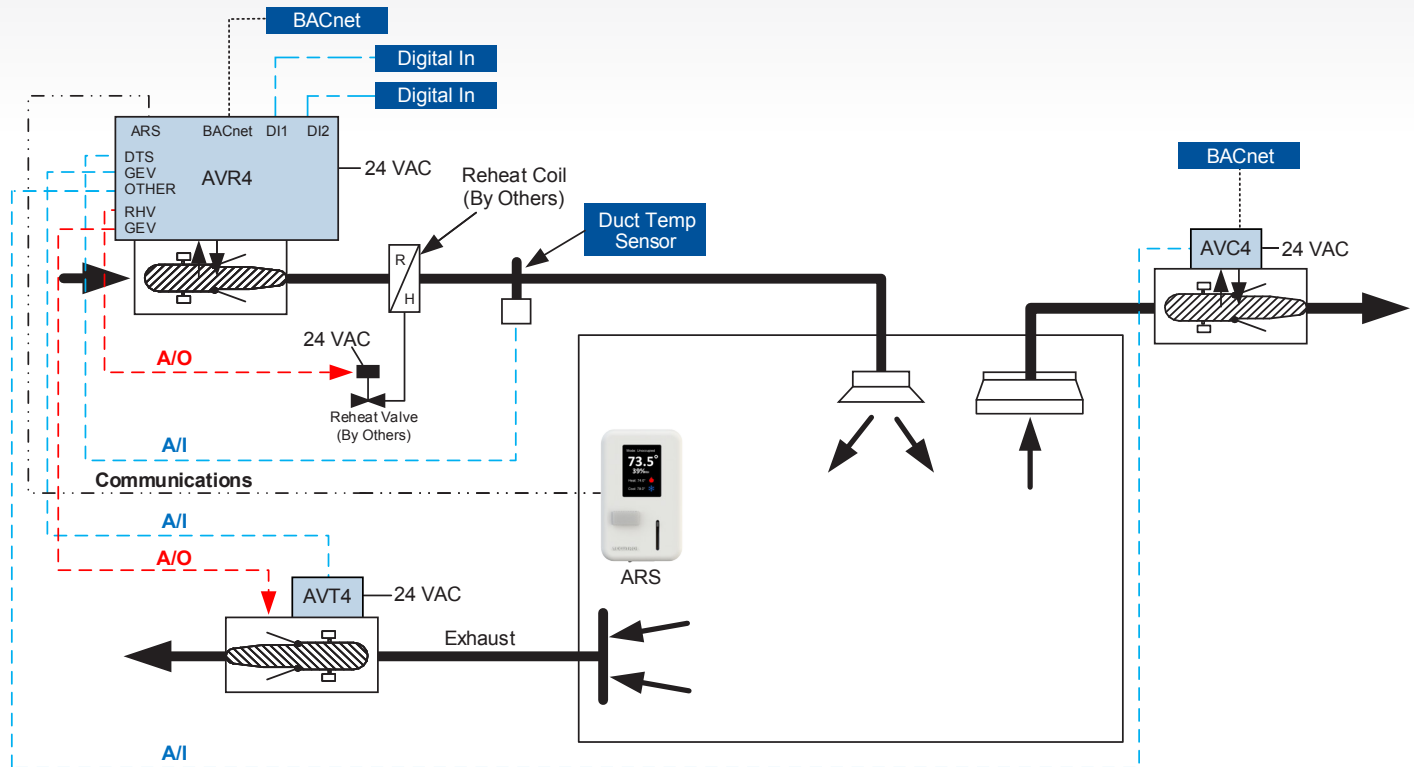 BACnet
Digital In
Digital In
ARS BACnet DI1 DI2
DTS
GEV
OTHER
AVR4
RHV
GEV
24 VAC
Reheat Coil
(By Others)
Duct Temp
Sensor
BACnet
AVC4
24 VAC
R
H
24 VAC
A/O
Reheat Valve
(By Others)
A/I
Communications
73.5°
39%
ARS
A/I
A/O
AVT4
24 VAC
Exhaust
A/I